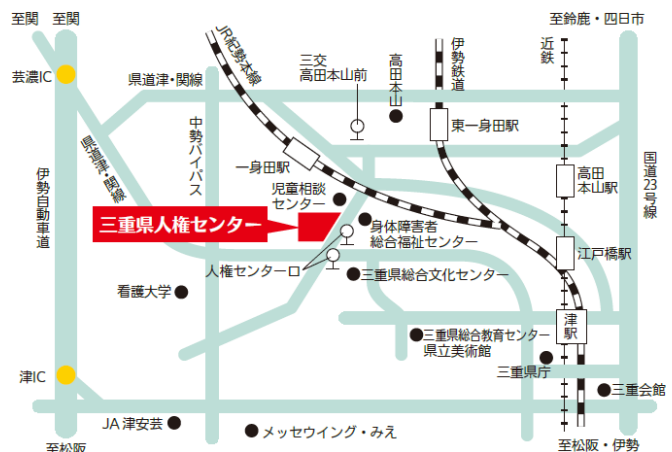 至関
至関
至鈴鹿・四日市
芸濃IC
県道津・関線
JR紀勢本線
三交
高田本山前
高田本山
伊勢鉄道
近鉄
東一身田駅
県道津・関線
中勢バイパス
一身田駅
伊勢自動車道
国道23号線
高田
本山駅
児童相談
センター
三重県人権センター
身体障害者
総合福祉センター
江戸橋駅
人権センター口
三重県総合文化センター
看護大学
津駅
三重県総合教育センター
県立美術館
三重県庁
津IC
三重会館
JA津安芸
メッセウイング・みえ
至松阪
至松阪・伊勢